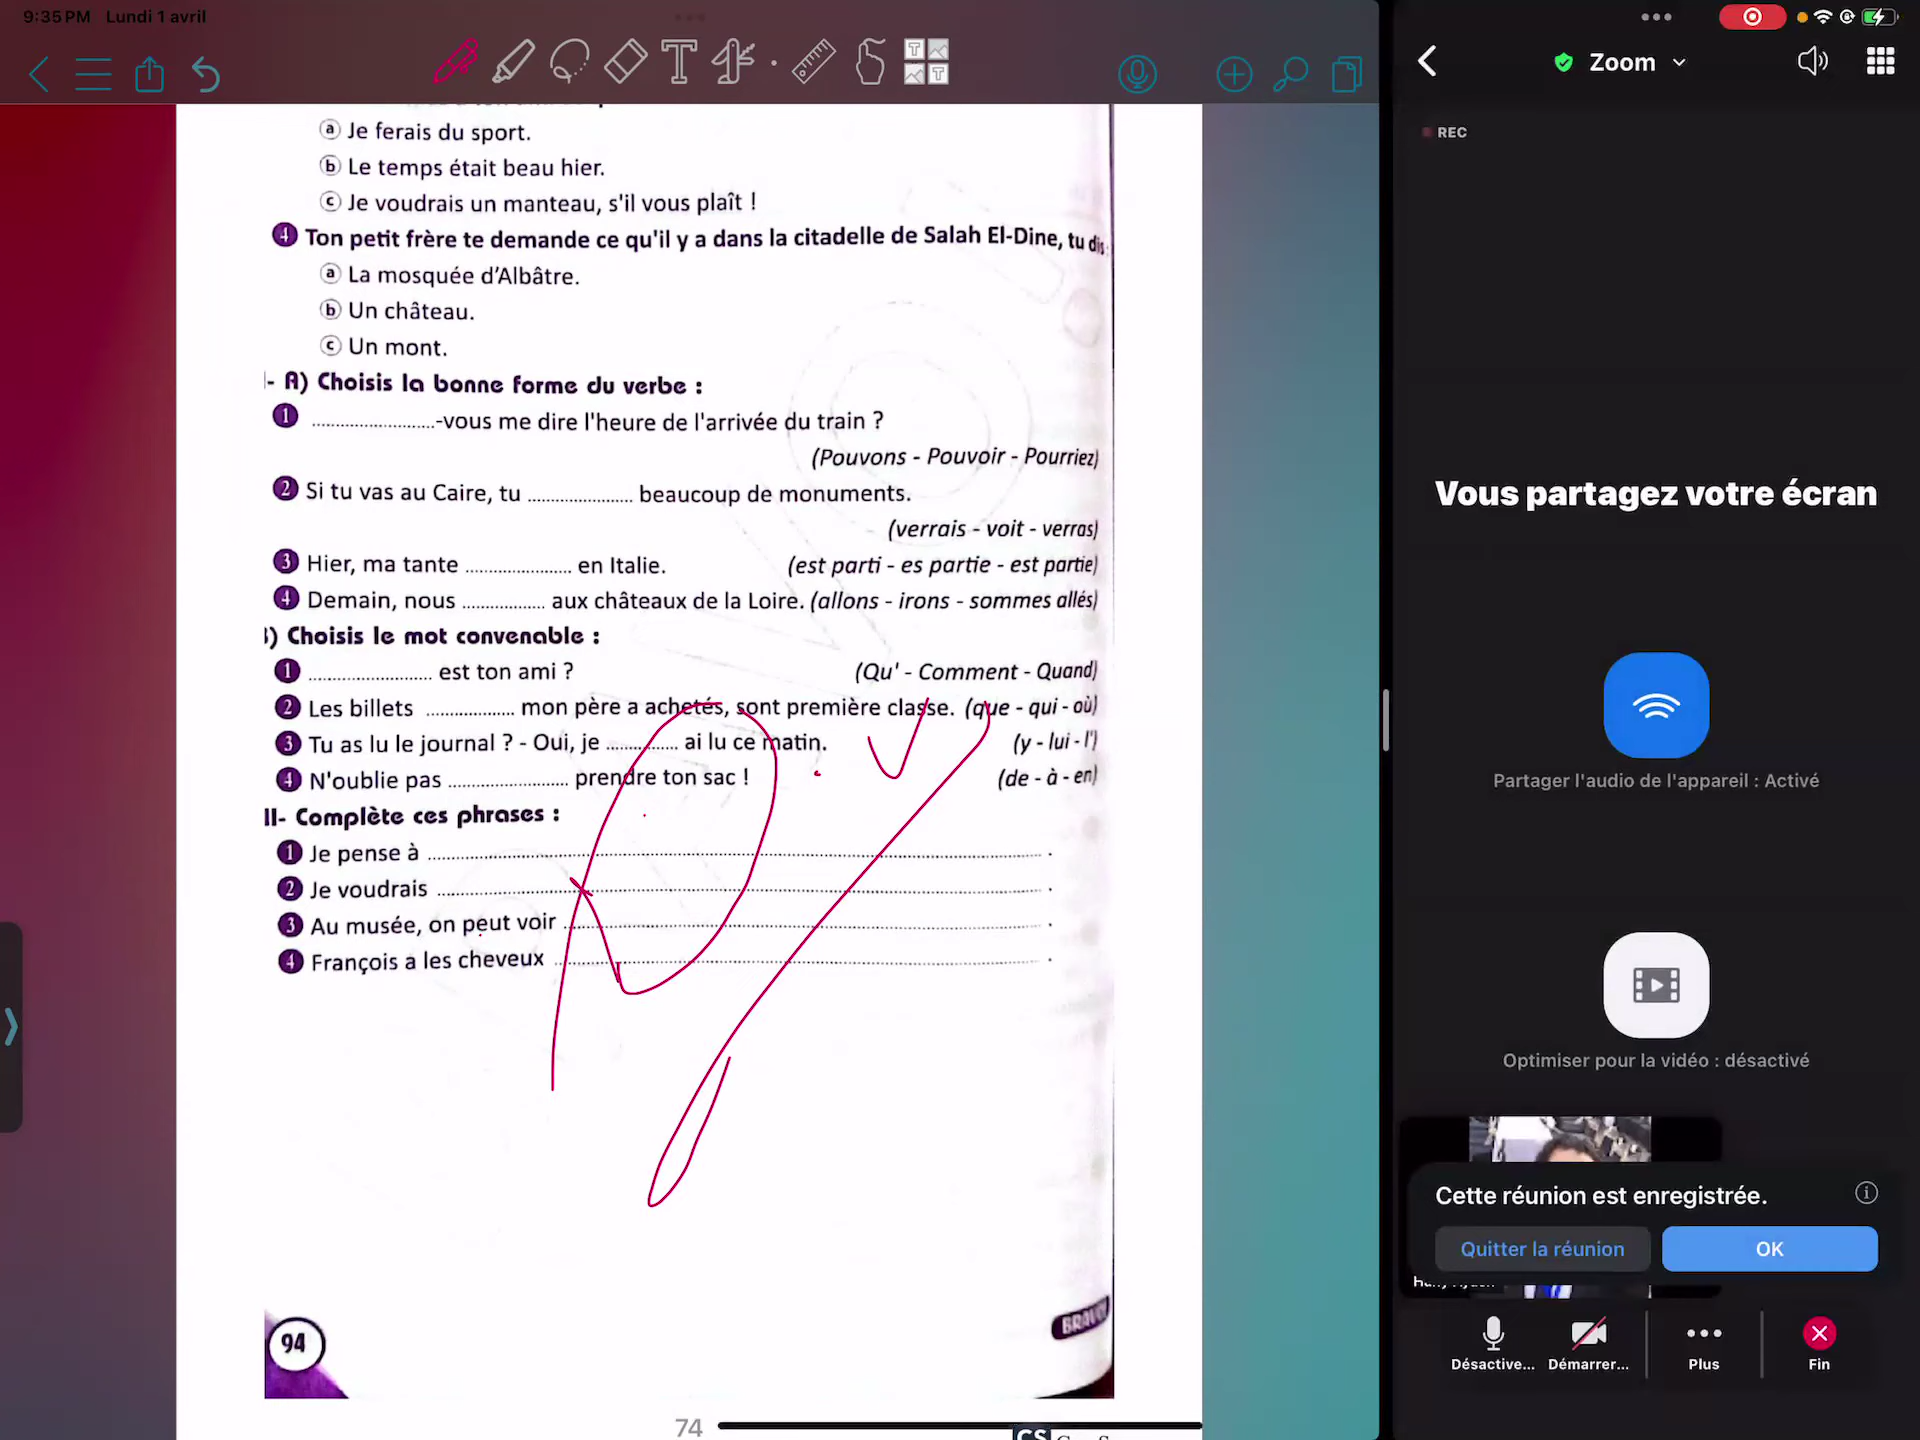 9:35 PM Lundi 1 avril
a Je ferais du sport.
b Le temps était beau hier.
c Je voudrais un manteau, s'il vous plaît !
4 Ton petit frère te demande ce qu'il y a dans la citadelle de Salah El-Dine, tu dis
a La mosquée d'Albâtre.
b Un château.
c Un mont.
- A) Choisis la bonne forme du verbe :
1 ........................-vous me dire l'heure de l'arrivée du train ?
(Pouvons - Pouvoir - Pourriez)
2 Si tu vas au Caire, tu ..................... beaucoup de monuments.
(verrais - voit - verras)
3 Hier, ma tante ..................... en Italie. (est parti - es partie - est partie)
4 Demain, nous ................. aux châteaux de la Loire. (allons - irons - sommes allés)
) Choisis le mot convenable :
1 ......................... est ton ami ? (Qu' - Comment - Quand)
2 Les billets .................. mon père a achetés, sont première classe. (que - qui - où)
3 Tu as lu le journal ? - Oui, je ............... ai lu ce matin. (y - lui - l')
4 N'oublie pas ........................ prendre ton sac ! (de - à - en)
II- Complète ces phrases :
1 Je pense à ........................ .
2 Je voudrais ........................ .
3 Au musée, on peut voir ........................ .
4 François a les cheveux ........................ .
94
BRAVO
74
CS
Zoom
REC
Vous partagez votre écran
Partager l'audio de l'appareil : Activé
Optimiser pour la vidéo : désactivé
Cette réunion est enregistrée.
Quitter la réunion OK
Désactive... Démarrer... Plus Fin